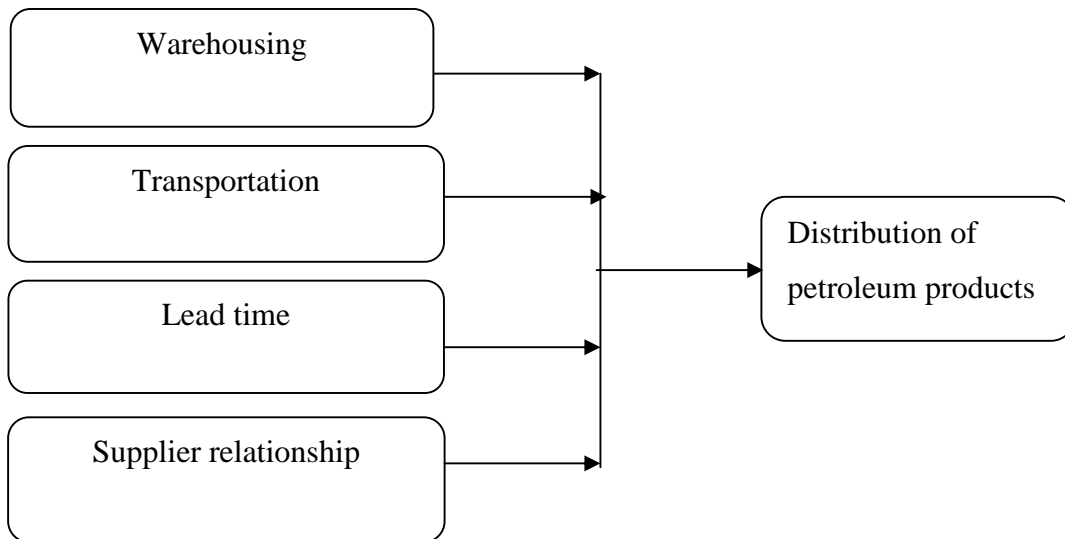 Warehousing
Transportation
Lead time
Supplier relationship
Distribution of
petroleum products